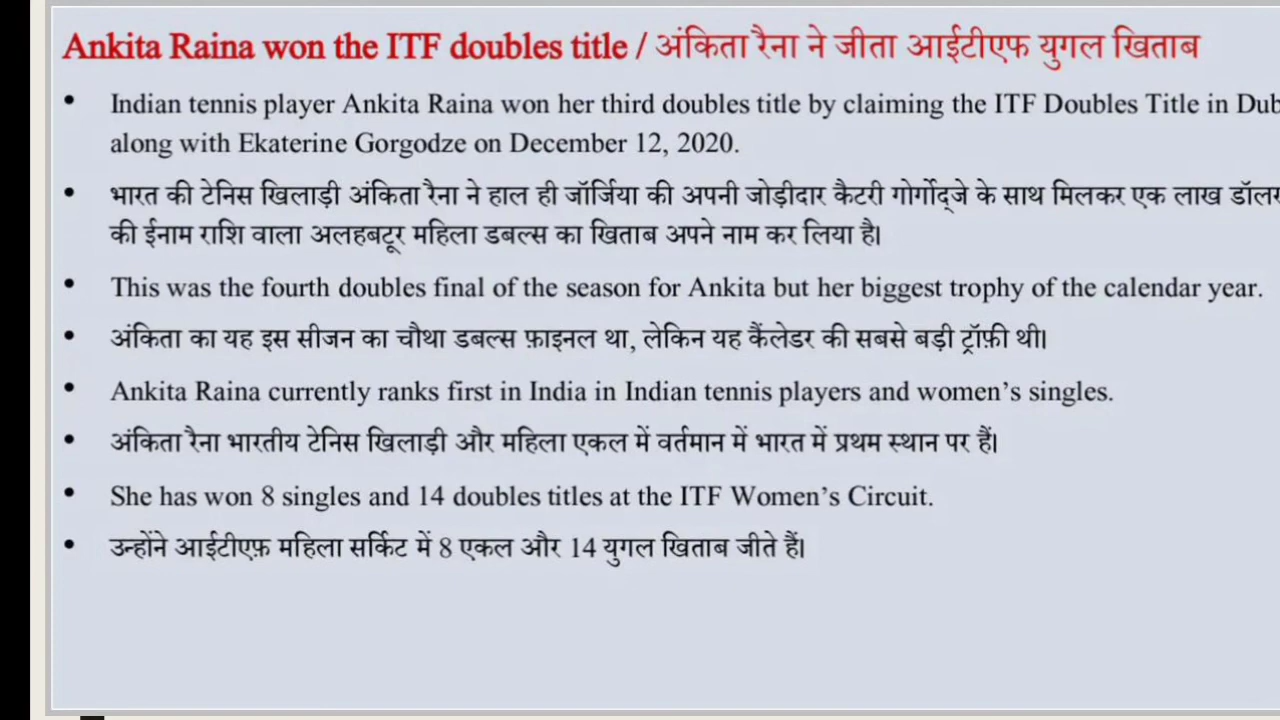 Ankita Raina won the ITF doubles title / अंकिता रैना ने जीता आईटीएफ युगल खिताब
• Indian tennis player Ankita Raina won her third doubles title by claiming the ITF Doubles Title in
along with Ekaterine Gorgodze on December 12, 2020.
• भारत की टेनिस खिलाड़ी अंकिता रैना ने हाल ही जॉर्जिया की अपनी जोड़ीदार कैटरी गोर्गोद्जे के साथ मिलकर एक लाख
की ईनाम राशि वाला अलहबटूर महिला डबल्स का खिताब अपने नाम कर लिया है।
• This was the fourth doubles final of the season for Ankita but her biggest trophy of the calendar year.
• अंकिता का यह इस सीजन का चौथा डबल्स फ़ाइनल था, लेकिन यह कैंलेडर की सबसे बड़ी ट्रॉफ़ी थी।
• Ankita Raina currently ranks first in India in Indian tennis players and women’s singles.
• अंकिता रैना भारतीय टेनिस खिलाड़ी और महिला एकल में वर्तमान में भारत में प्रथम स्थान पर हैं।
• She has won 8 singles and 14 doubles titles at the ITF Women’s Circuit.
• उन्होंने आईटीएफ़ महिला सर्किट में 8 एकल और 14 युगल खिताब जीते हैं।